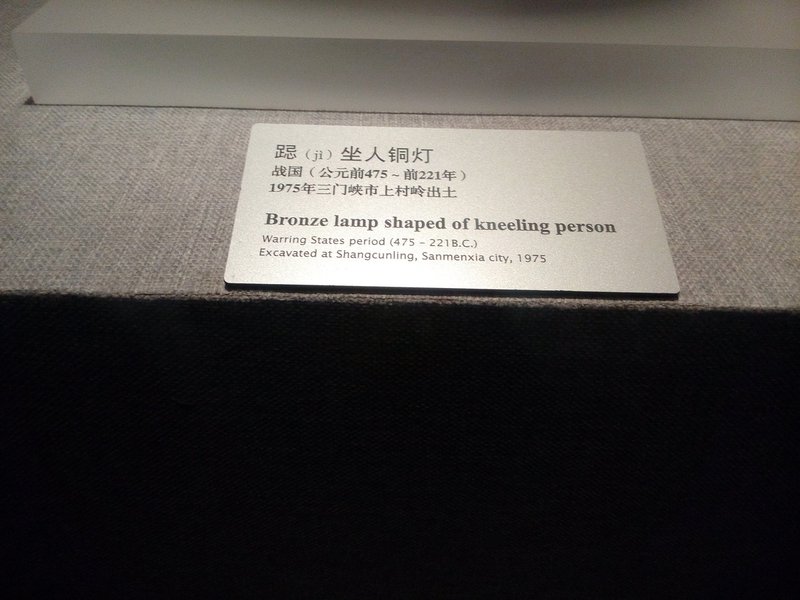 跽（jì）坐人铜灯
战国（公元前475～前221年）
1975年三门峡市上村岭出土
Bronze lamp shaped of kneeling person
Warring States period (475 – 221B.C.)
Excavated at Shangcunling, Sanmenxia city, 1975